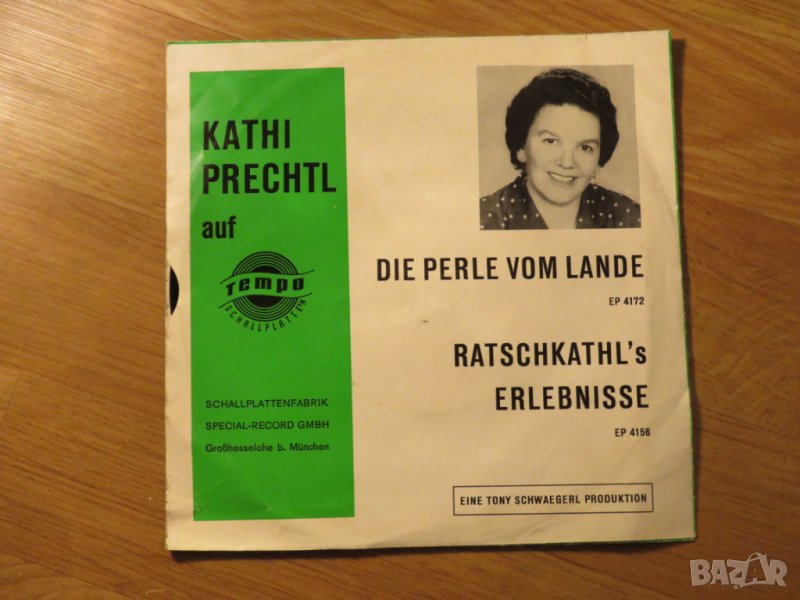 KATHI
PRECHTL
auf
Tempo
SCHALLPLATTEN
SCHALLPLATTENFABRIK
SPECIAL-RECORD GMBH
Großhesselohe b. München
DIE PERLE VOM LANDE
EP 4172
RATSCHKATHL's
ERLEBNISSE
EP 4156
EINE TONY SCHWAEGERL PRODUKTION
BAZAR